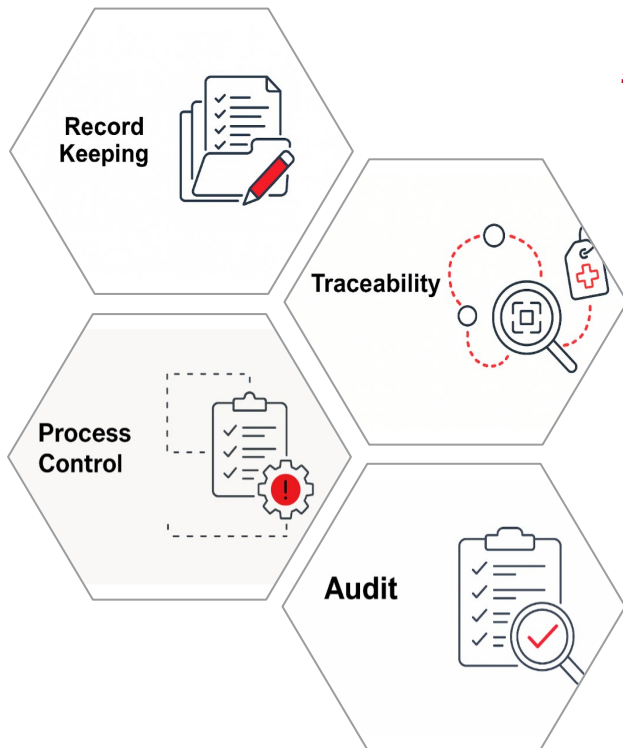 Record
Keeping
Traceability
Process
Control
!
Audit